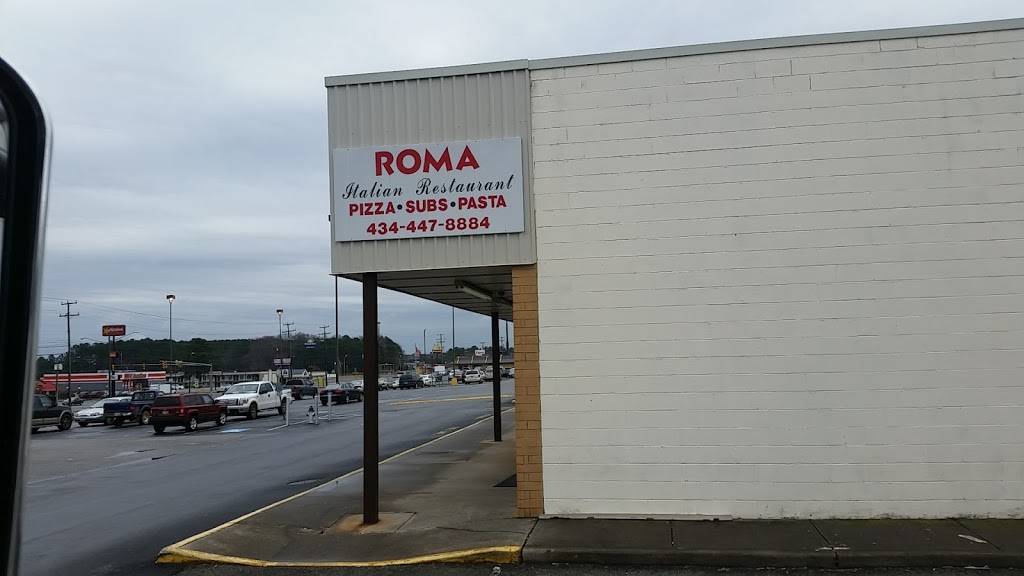 ROMA
Italian Restaurant
PIZZA • SUBS • PASTA
434-447-8884